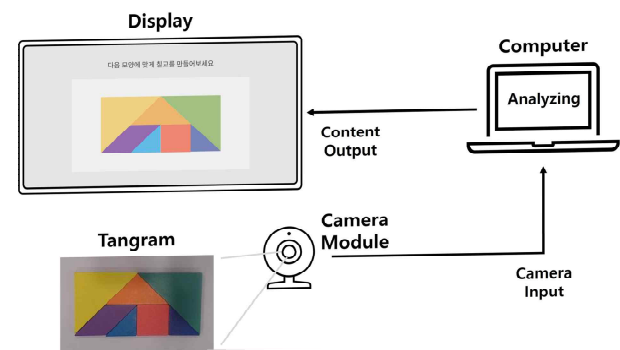 Display
다음 모양에 맞게 칠교를 만들어보세요
Computer
Analyzing
Content
Output
Tangram
Camera
Module
Camera
Input